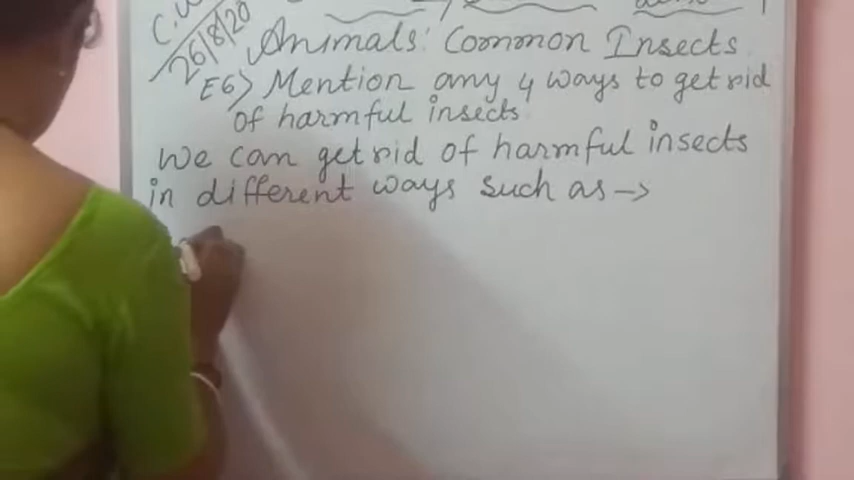 C.W
26/8/20
Animals: Common Insects
E6> Mention any 4 ways to get rid
of harmful insects
We can get rid of harmful insects
in different ways such as →